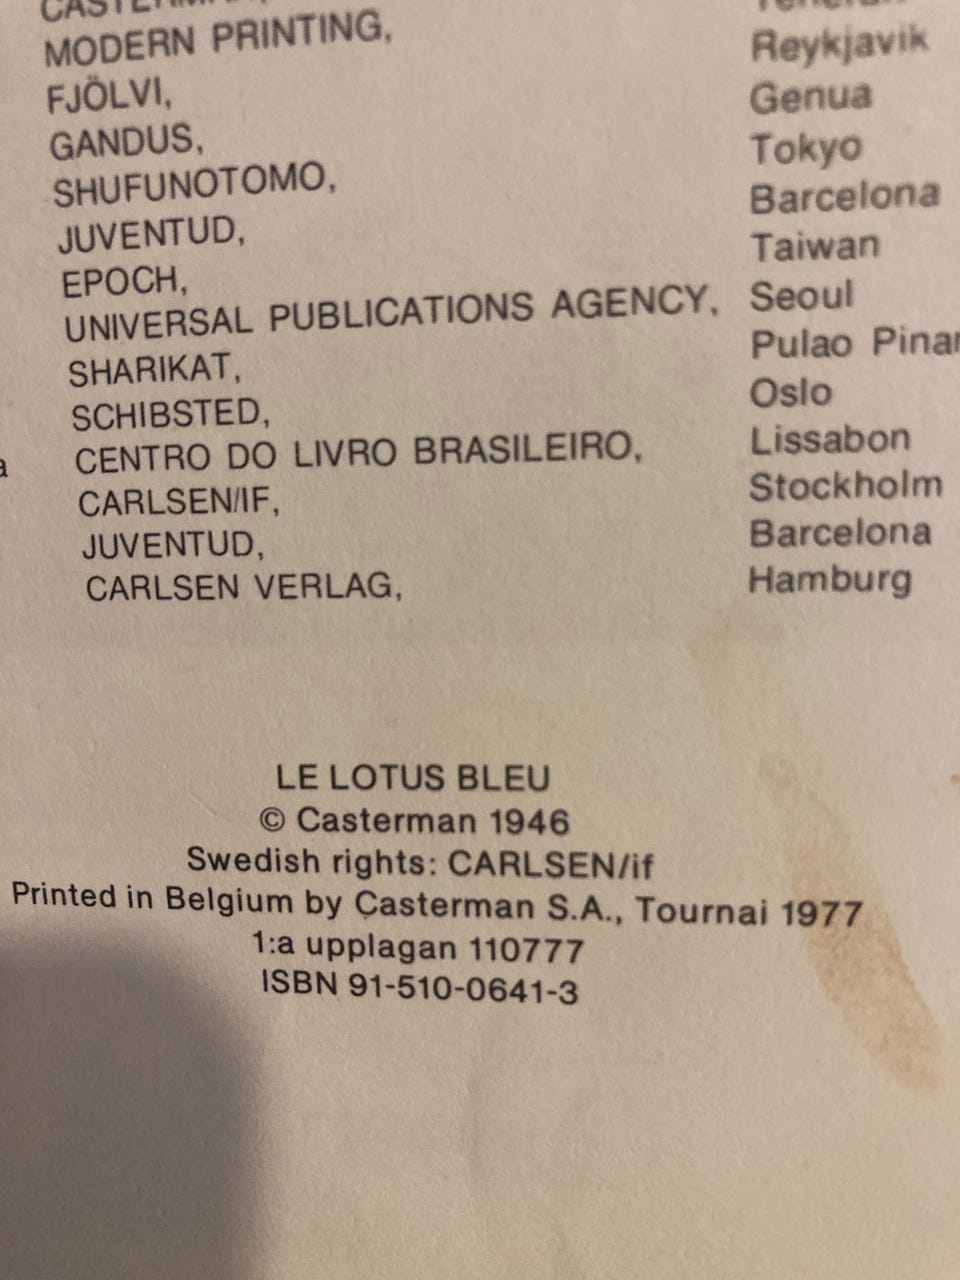 MODERN PRINTING,
FJÖLVI, Reykjavik
GANDUS, Genua
SHUFUNOTOMO, Tokyo
JUVENTUD, Barcelona
EPOCH, Taiwan
UNIVERSAL PUBLICATIONS AGENCY, Seoul
SHARIKAT, Pulao
SCHIBSTED, Oslo
CENTRO DO LIVRO BRASILEIRO, Lissabon
CARLSEN/IF, Stockholm
JUVENTUD, Barcelona
CARLSEN VERLAG, Hamburg
LE LOTUS BLEU
© Casterman 1946
Swedish rights: CARLSEN/if
Printed in Belgium by Casterman S.A., Tournai 1977
1:a upplagan 110777
ISBN 91-510-0641-3